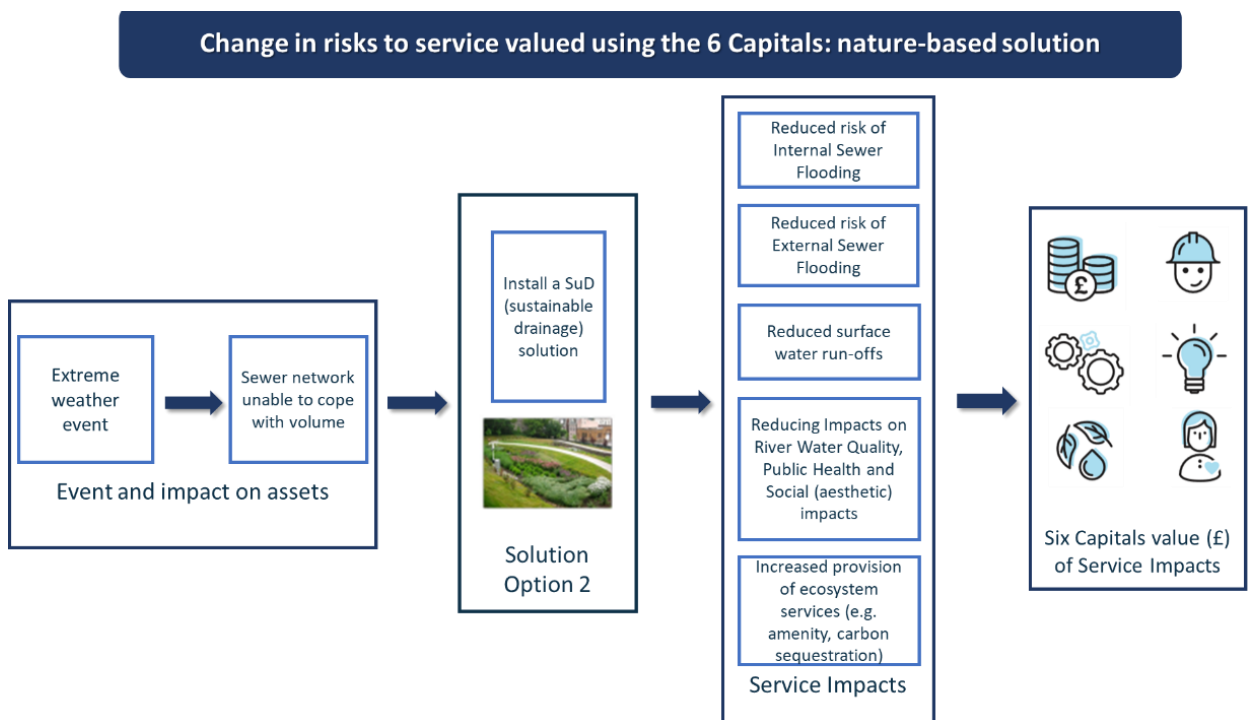 Change in risks to service valued using the 6 Capitals: nature-based solution
Extreme
weather
event
Sewer network
unable to cope
with volume
Event and impact on assets
Install a SuD
(sustainable
drainage)
solution
Solution
Option 2
Reduced risk of
Internal Sewer
Flooding
Reduced risk of
External Sewer
Flooding
Reduced surface
water run-offs
Reducing Impacts on
River Water Quality,
Public Health and
Social (aesthetic)
impacts
Increased provision
of ecosystem
services (e.g.
amenity, carbon
sequestration)
Service Impacts
£
Six Capitals value (£)
of Service Impacts